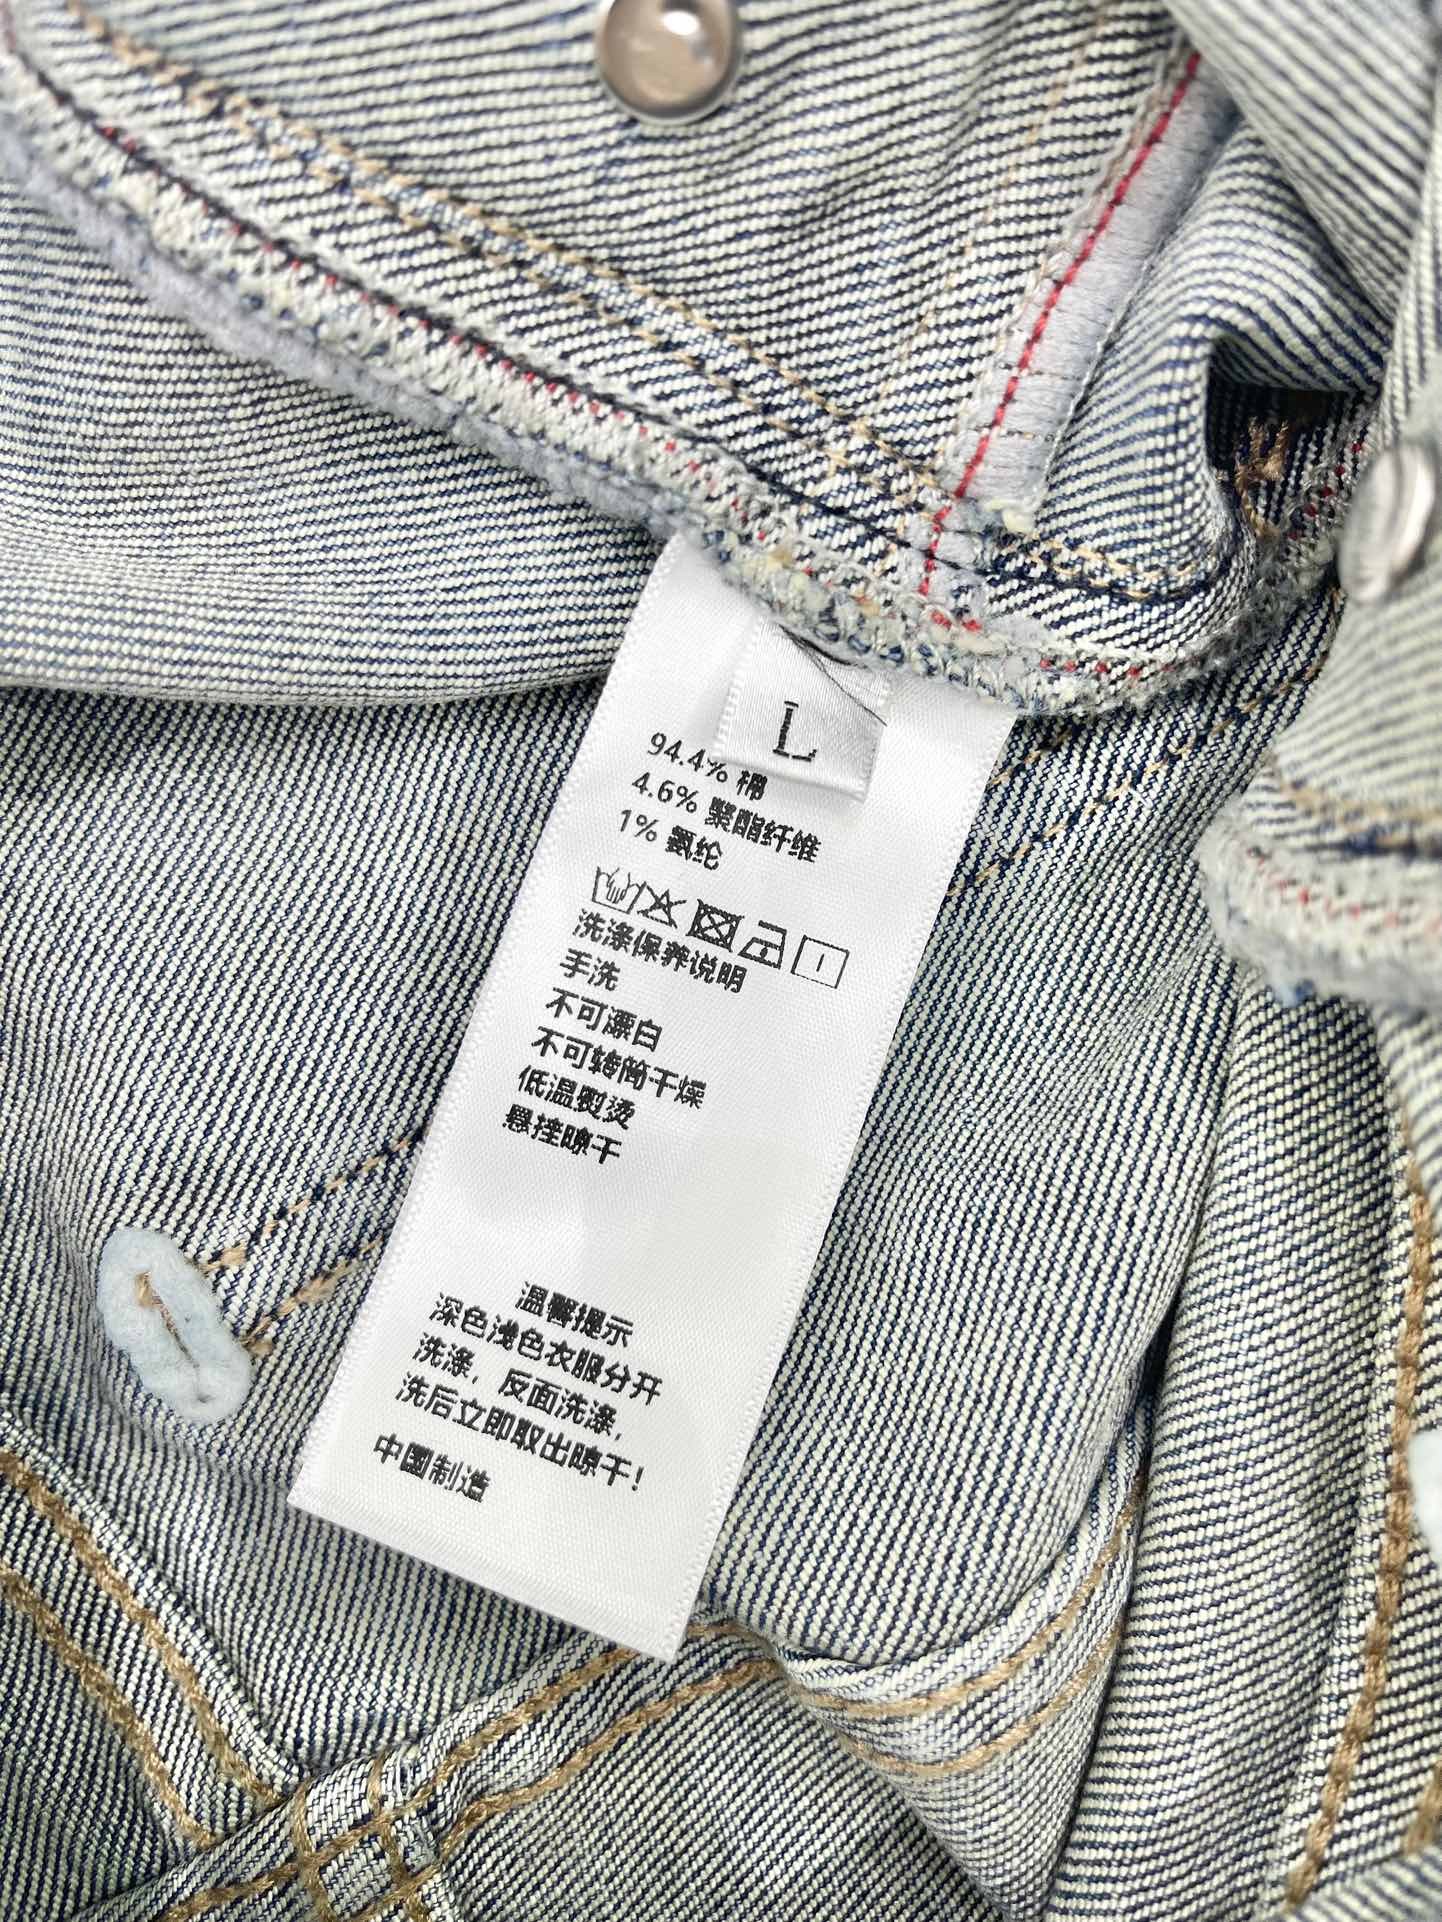 L
94.4% 棉
4.6% 聚酯纤维
1% 氨纶
洗涤保养说明
手洗
不可漂白
不可转筒干燥
低温熨烫
悬挂晾干
温馨提示
深色浅色衣服分开
洗涤，反面洗涤，
洗后立即取出晾干！
中国制造